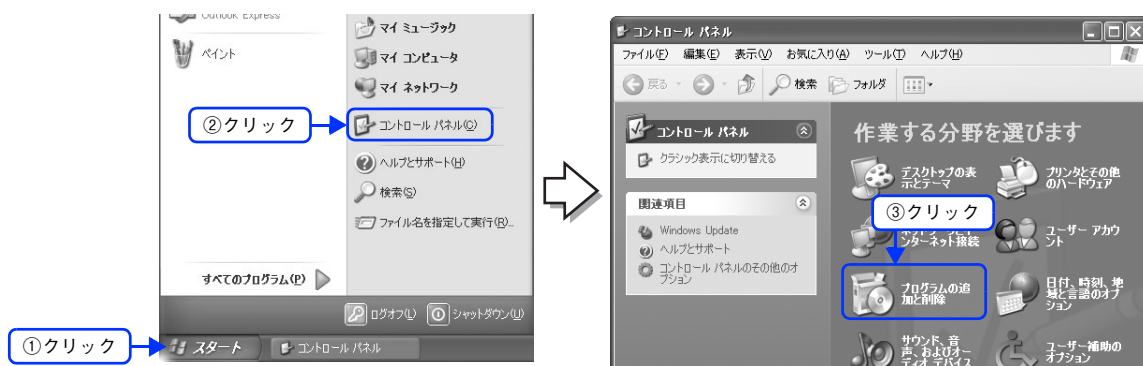 Outlook Express
ペイント
マイ ミュージック
マイ コンピュータ
マイ ネットワーク
②クリック
コントロール パネル(C)
ヘルプとサポート(H)
検索(S)
ファイル名を指定して実行(R)...
すべてのプログラム(P)
ログオフ(L)
シャットダウン(U)
①クリック
スタート
コントロール パネル
コントロール パネル
ファイル(F) 編集(E) 表示(V) お気に入り(A) ツール(T) ヘルプ(H)
戻る 検索 フォルダ
コントロール パネル
クラシック表示に切り替える
関連項目
Windows Update
ヘルプとサポート
コントロール パネルのその他のオ
プション
作業する分野を選びます
デスクトップの表
示とテーマ
プリンタとその他
のハードウェア
③クリック
ネットワークとイ
ンターネット接続
ユーザー アカウ
ント
プログラムの追
加と削除
日付、時刻、地
域と言語のオプ
ション
サウンド、音
声、およびオー
ディオ デバイス
ユーザー補助の
オプション